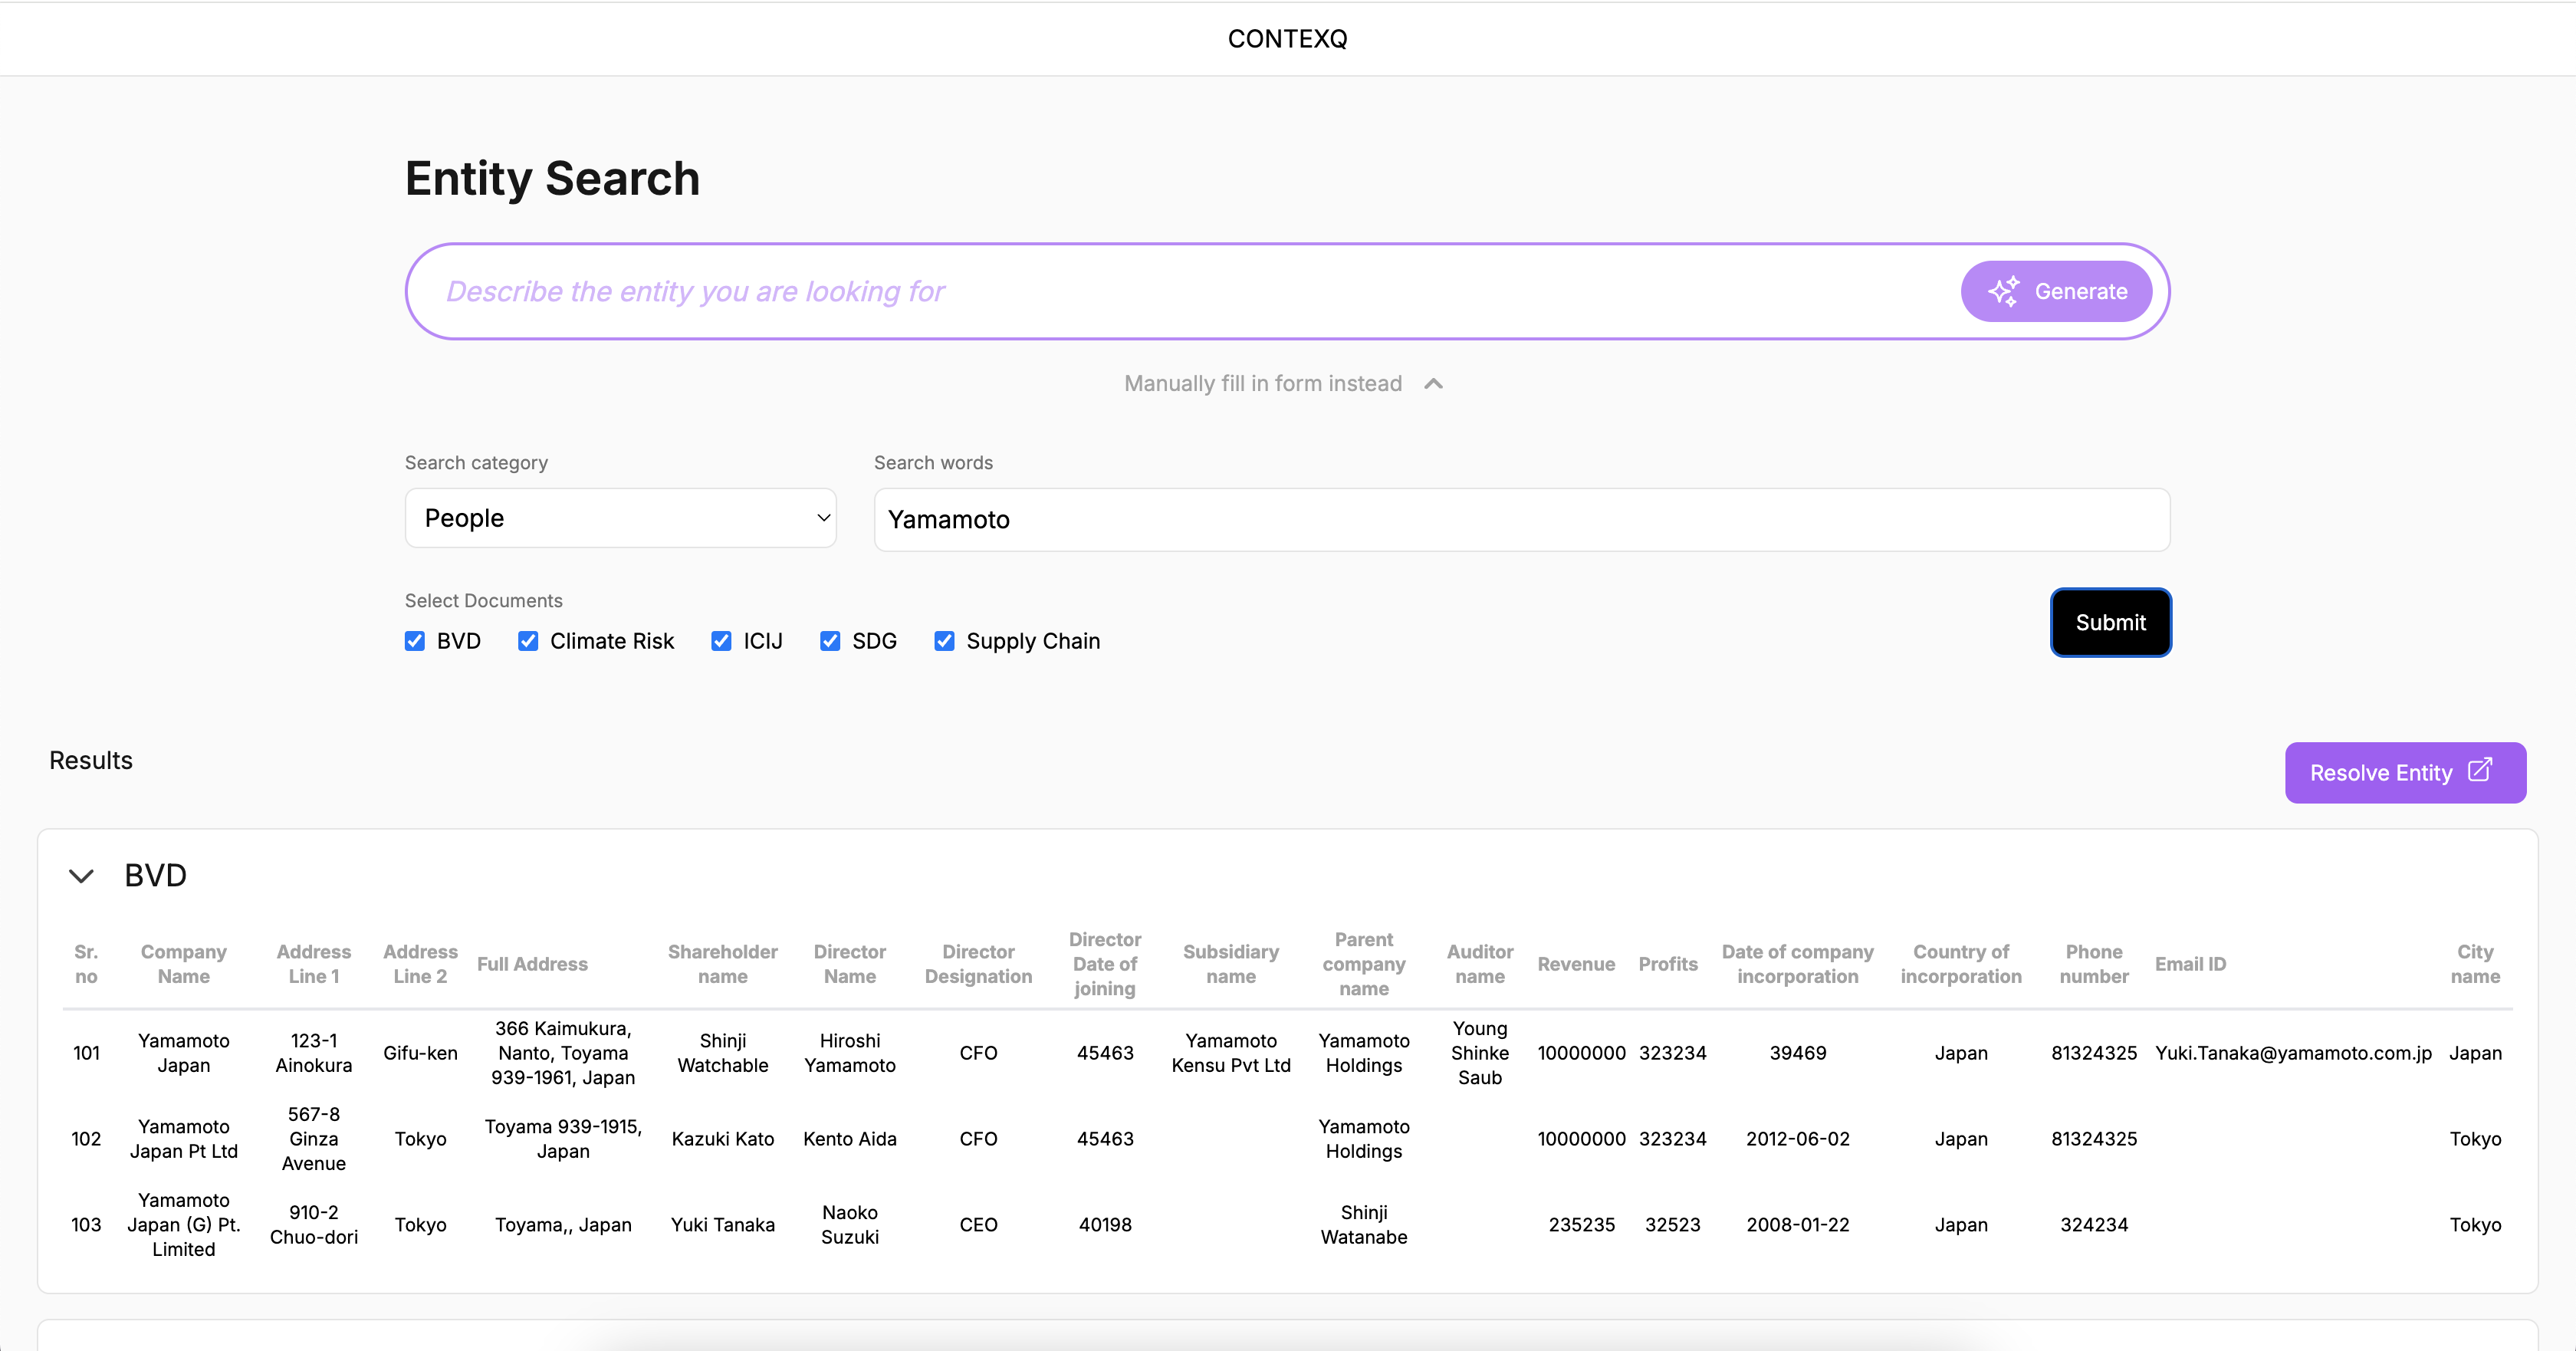 CONTEXQ
Entity Search
Describe the entity you are looking for
Generate
Manually fill in form instead
Search category
Search words
People
Yamamoto
Select Documents
BVD Climate Risk ICIJ SDG Supply Chain
Submit
Results
Resolve Entity
BVD
Sr. no Company Name Address Line 1 Address Line 2 Full Address Shareholder name Director Name Director Designation Director Date of joining Subsidiary name Parent company name Auditor name Revenue Profits Date of company incorporation Country of incorporation Phone number Email ID City name
101 Yamamoto Japan 123-1 Ainokura Gifu-ken 366 Kaimukura, Nanto, Toyama 939-1961, Japan Shinji Watchable Hiroshi Yamamoto CFO 45463 Yamamoto Kensu Pvt Ltd Yamamoto Holdings Young Shinke Saub 10000000 323234 39469 Japan 81324325 Yuki.Tanaka@yamamoto.com.jp Japan
102 Yamamoto Japan Pt Ltd 567-8 Ginza Avenue Tokyo Toyama 939-1915, Japan Kazuki Kato Kento Aida CFO 45463 Yamamoto Holdings 10000000 323234 2012-06-02 Japan 81324325 Tokyo
103 Yamamoto Japan (G) Pt. Limited 910-2 Chuo-dori Tokyo Toyama,, Japan Yuki Tanaka Naoko Suzuki CEO 40198 Shinji Watanabe 235235 32523 2008-01-22 Japan 324234 Tokyo